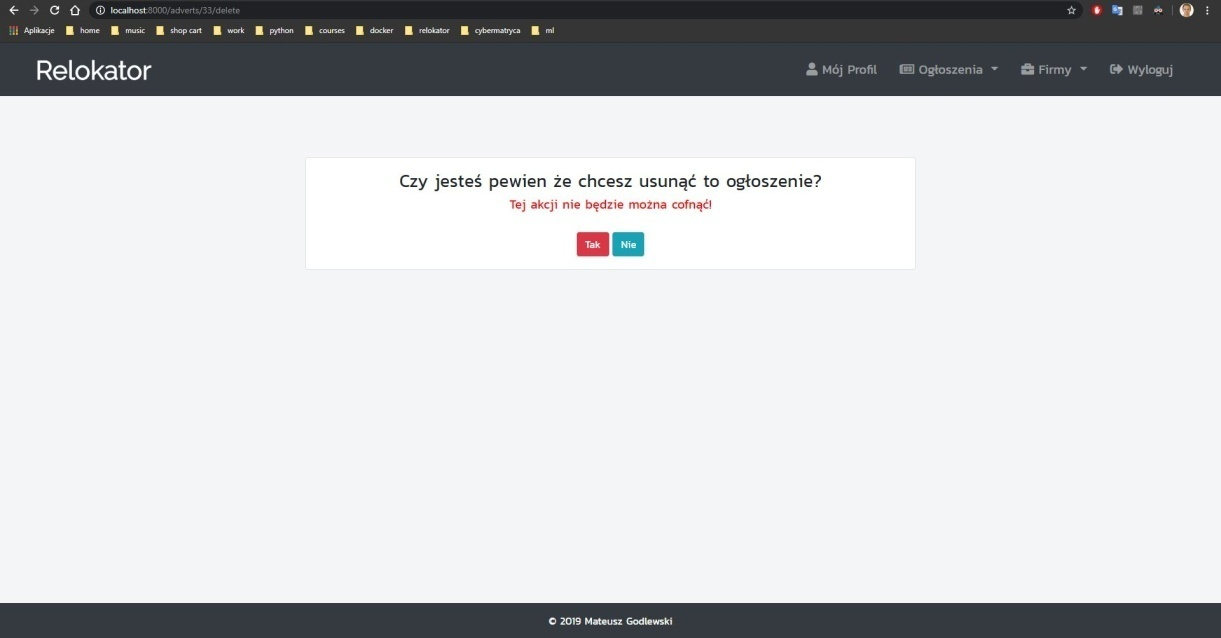 localhost:8000/adverts/33/delete
Aplikacje home music shop cart work python courses docker relokator cybermatryca ml
Relokator Mój Profil Ogłoszenia Firmy Wyloguj
Czy jesteś pewien że chcesz usunąć to ogłoszenie?
Tej akcji nie będzie można cofnąć!
Tak Nie
© 2019 Mateusz Godlewski